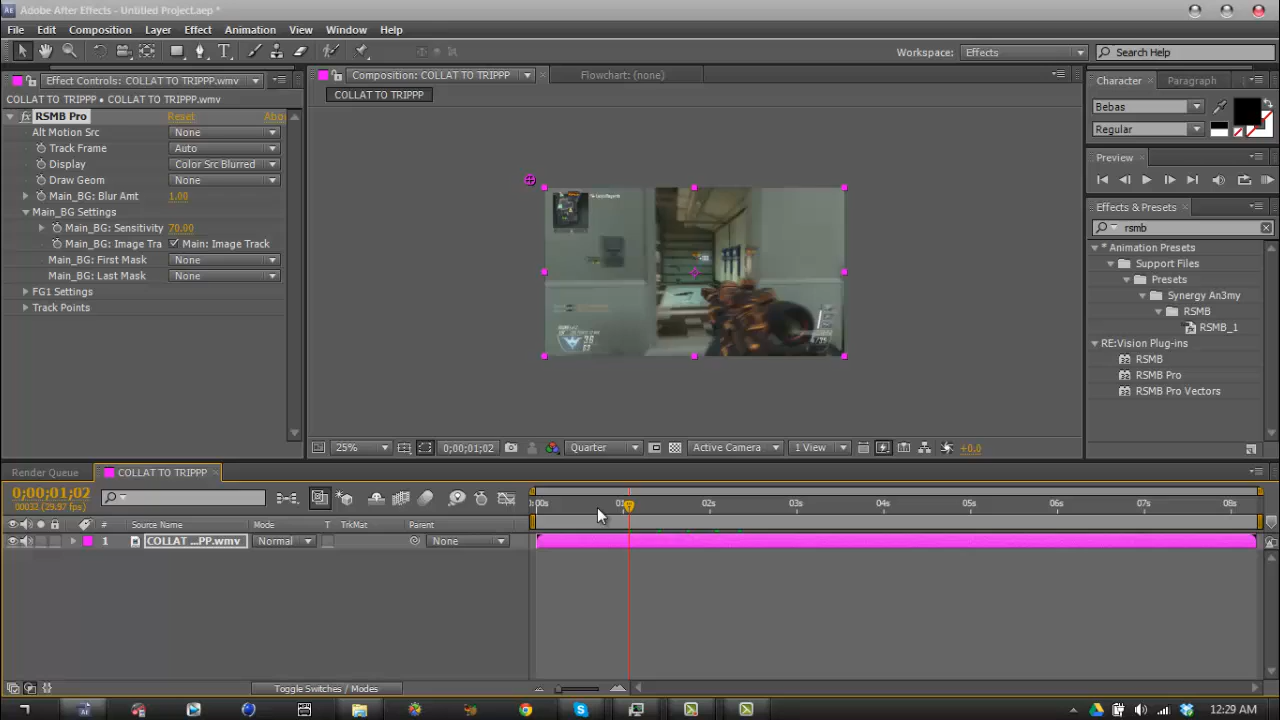 Adobe After Effects - Untitled Project.aep *
File Edit Composition Layer Effect Animation View Window Help
Workspace: Effects Search Help
Effect Controls: COLLAT TO TRIPPP.wmv
COLLAT TO TRIPPP • COLLAT TO TRIPPP.wmv
RSMB Pro Reset Abo
Alt Motion Src None
Track Frame Auto
Display Color Src Blurred
Draw Geom None
Main_BG: Blur Amt 1.00
Main_BG Settings
Main_BG: Sensitivity 70.00
Main_BG: Image Tra Main: Image Track
Main_BG: First Mask None
Main_BG: Last Mask None
FG1 Settings
Track Points
Composition: COLLAT TO TRIPPP Flowchart: (none)
COLLAT TO TRIPPP
25% 0;00;01;02 Quarter Active Camera 1 View +0.0
Character Paragraph
Bebas
Regular
Preview
Effects & Presets
rsmb
* Animation Presets
Support Files
Presets
Synergy An3my
RSMB
RSMB_1
RE:Vision Plug-ins
RSMB
RSMB Pro
RSMB Pro Vectors
Render Queue COLLAT TO TRIPPP
0;00;01;02
00032 (29.97 fps)
# Source Name Mode T TrkMat Parent
1 COLLAT ...PP.wmv Normal None
02s 03s 04s 05s 06s 07s 08s
Toggle Switches / Modes
12:29 AM